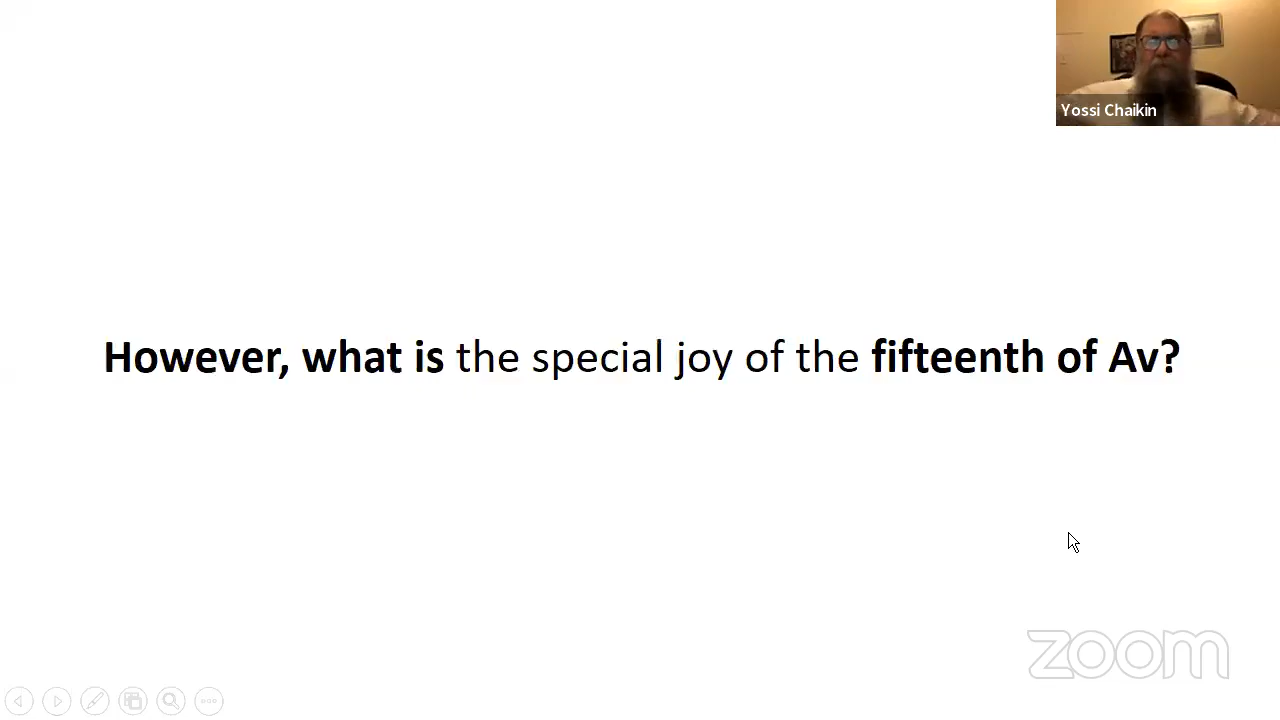 Yossi Chaikin
However, what is the special joy of the fifteenth of Av?
zoom